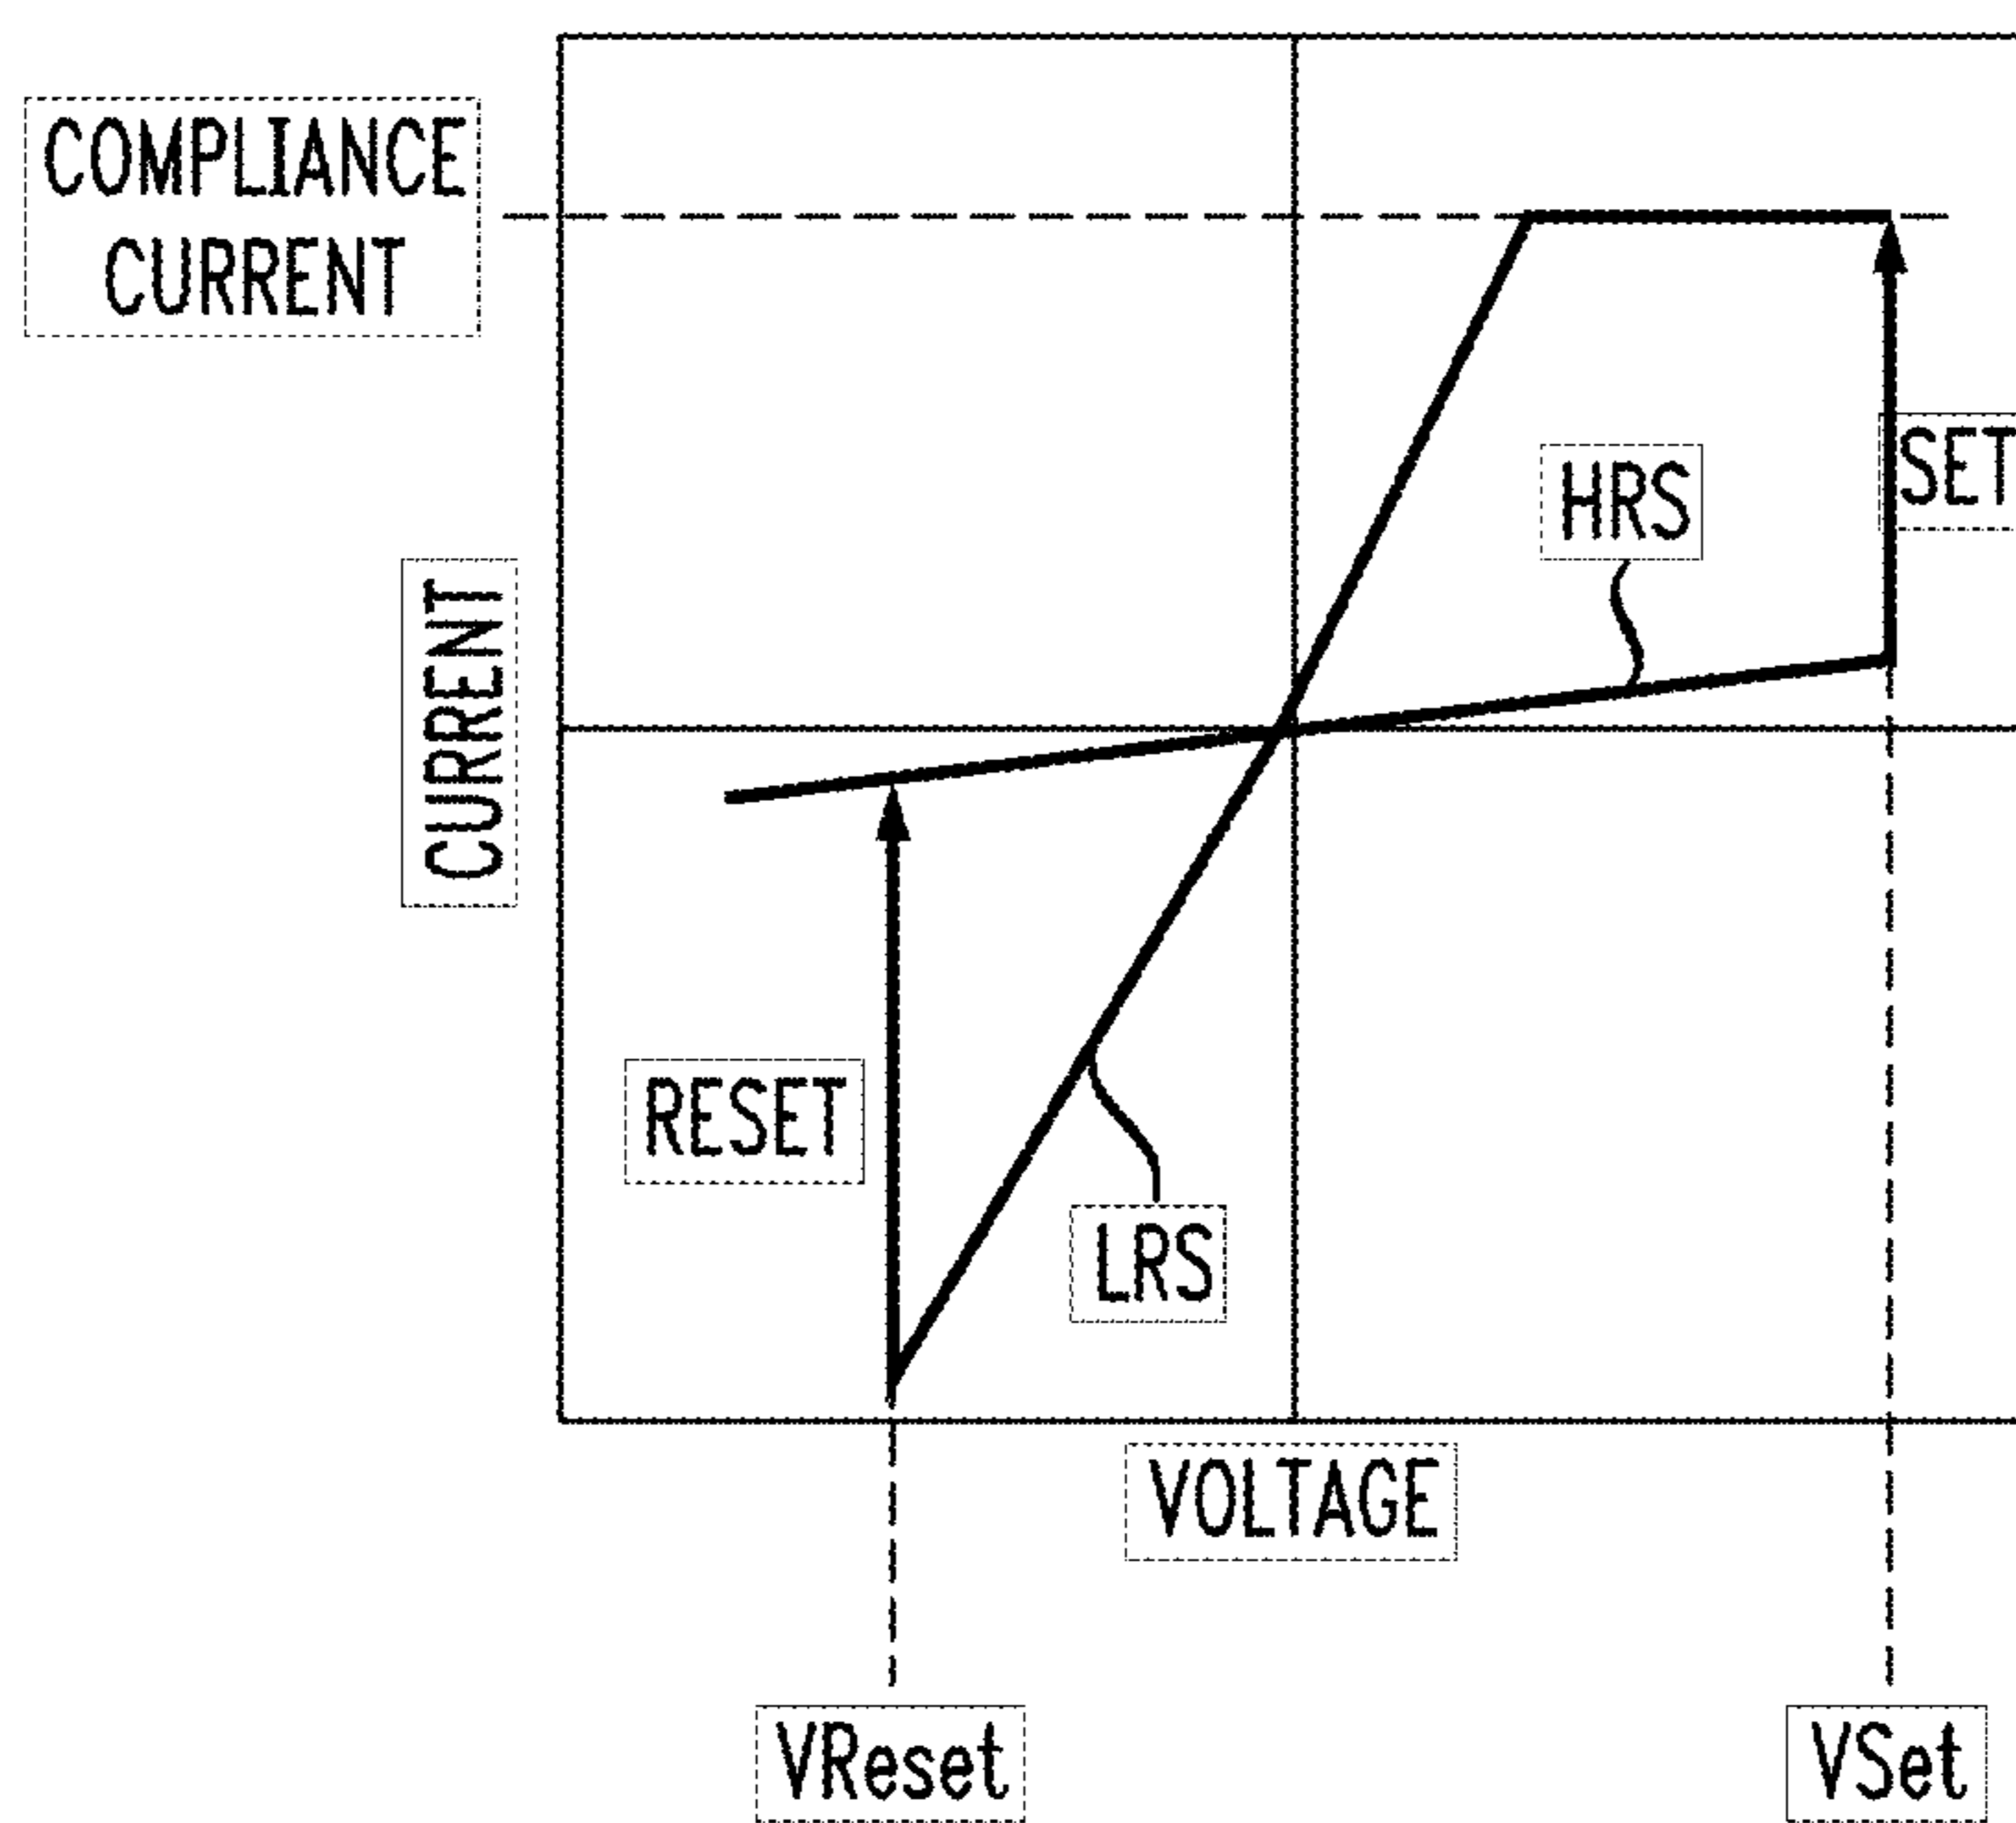 COMPLIANCE
CURRENT
HRS
SET
CURRENT
RESET
LRS
VOLTAGE
VReset
VSet